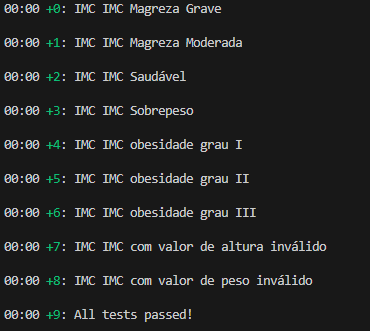 00:00 +0: IMC IMC Magreza Grave
00:00 +1: IMC IMC Magreza Moderada
00:00 +2: IMC IMC Saudável
00:00 +3: IMC IMC Sobrepeso
00:00 +4: IMC IMC obesidade grau I
00:00 +5: IMC IMC obesidade grau II
00:00 +6: IMC IMC obesidade grau III
00:00 +7: IMC IMC com valor de altura inválido
00:00 +8: IMC IMC com valor de peso inválido
00:00 +9: All tests passed!